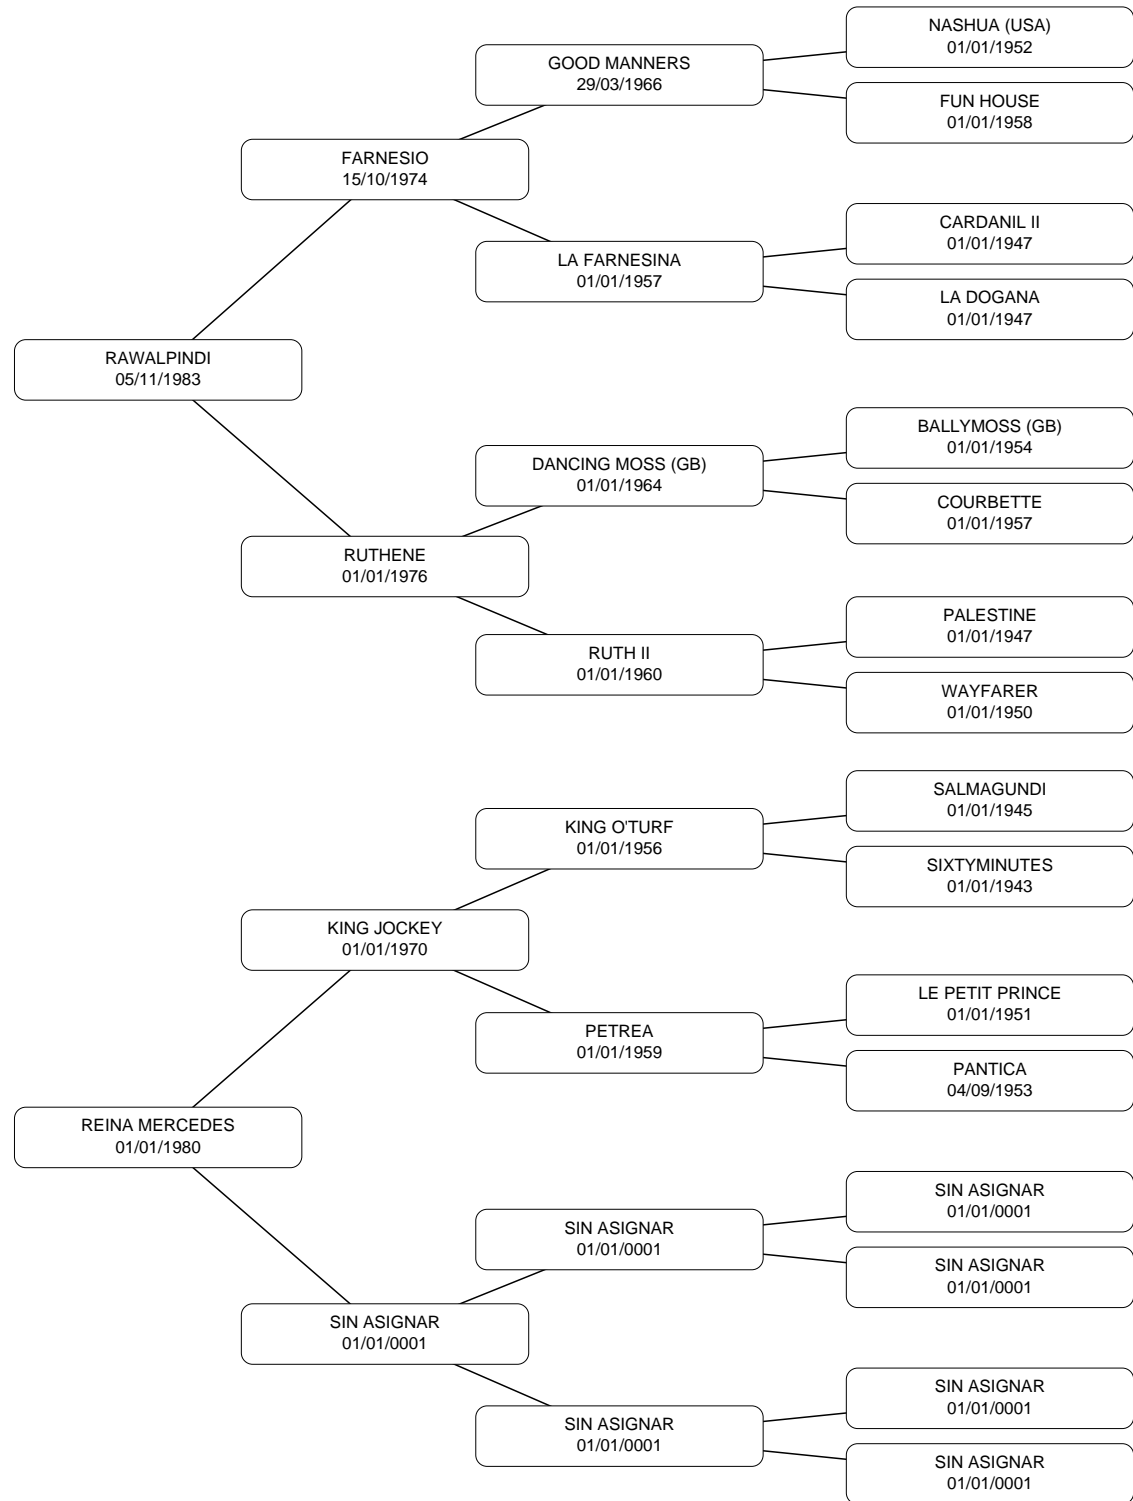 NASHUA (USA)
01/01/1952
GOOD MANNERS
29/03/1966
FUN HOUSE
01/01/1958
FARNESIO
15/10/1974
CARDANIL II
01/01/1947
LA FARNESINA
01/01/1957
LA DOGANA
01/01/1947
RAWALPINDI
05/11/1983
BALLYMOSS (GB)
01/01/1954
DANCING MOSS (GB)
01/01/1964
COURBETTE
01/01/1957
RUTHENE
01/01/1976
PALESTINE
01/01/1947
RUTH II
01/01/1960
WAYFARER
01/01/1950
SALMAGUNDI
01/01/1945
KING O'TURF
01/01/1956
SIXTYMINUTES
01/01/1943
KING JOCKEY
01/01/1970
LE PETIT PRINCE
01/01/1951
PETREA
01/01/1959
PANTICA
04/09/1953
REINA MERCEDES
01/01/1980
SIN ASIGNAR
01/01/0001
SIN ASIGNAR
01/01/0001
SIN ASIGNAR
01/01/0001
SIN ASIGNAR
01/01/0001
SIN ASIGNAR
01/01/0001
SIN ASIGNAR
01/01/0001
SIN ASIGNAR
01/01/0001